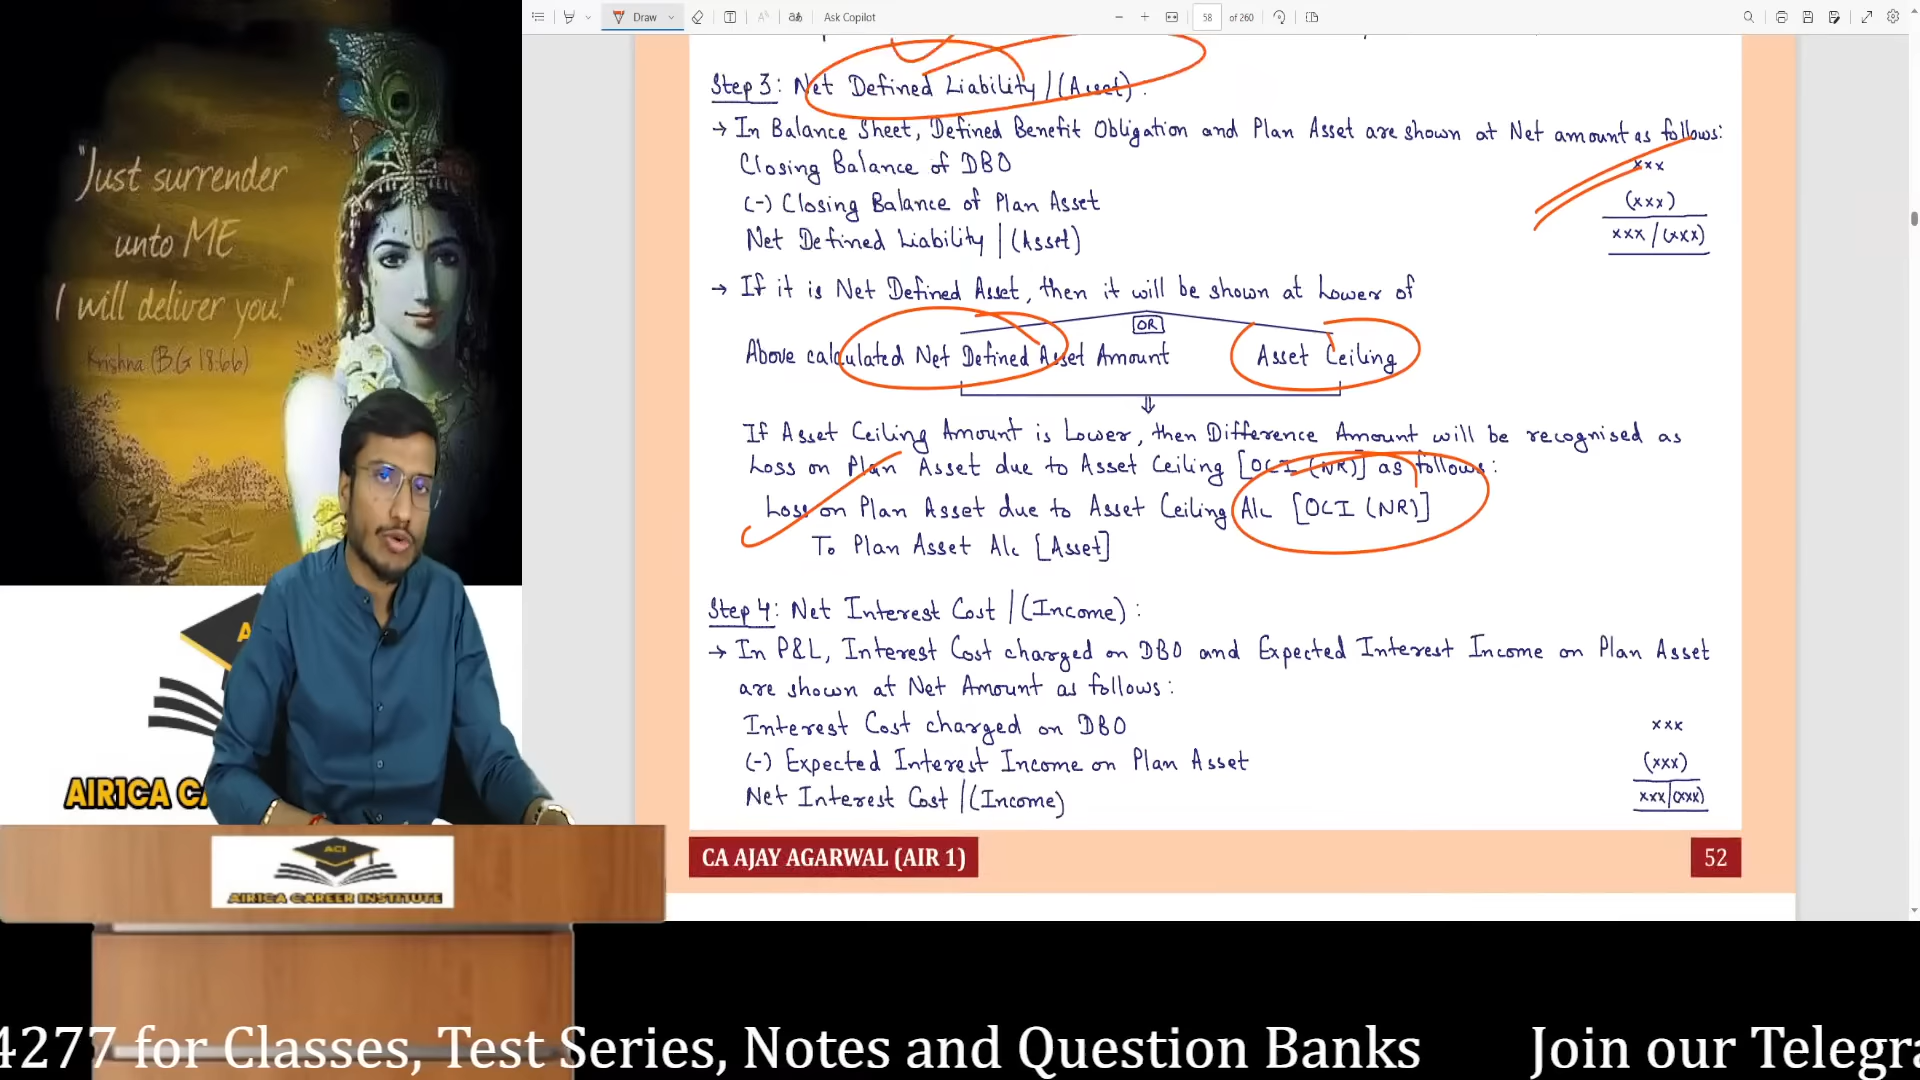 "Just surrender
unto ME
I will deliver you!"
Krishna (B.G 18:66)
AIR1CA CA
ACI
AIR1CA CAREER INSTITUTE
Draw
Ask Copilot
58 of 260
Step 3: Net Defined Liability / (Asset).
→ In Balance Sheet, Defined Benefit Obligation and Plan Asset are shown at Net amount as follows:
Closing Balance of DBO xxx
(-) Closing Balance of Plan Asset (xxx)
Net Defined Liability | (Asset) xxx / (xxx)
→ If it is Net Defined Asset, then it will be shown at Lower of
OR
Above calculated Net Defined Asset Amount Asset Ceiling
If Asset Ceiling Amount is Lower, then Difference Amount will be recognised as
Loss on Plan Asset due to Asset Ceiling [OCI (NR)] as follows:
Loss on Plan Asset due to Asset Ceiling A/c [OCI (NR)]
To Plan Asset A/c [Asset]
Step 4: Net Interest Cost | (Income):
→ In P&L, Interest Cost charged on DBO and Expected Interest Income on Plan Asset
are shown at Net Amount as follows:
Interest Cost charged on DBO xxx
(-) Expected Interest Income on Plan Asset (xxx)
Net Interest Cost | (Income) xxx|(xxx)
CA AJAY AGARWAL (AIR 1) 52
4277 for Classes, Test Series, Notes and Question Banks Join our Telegra